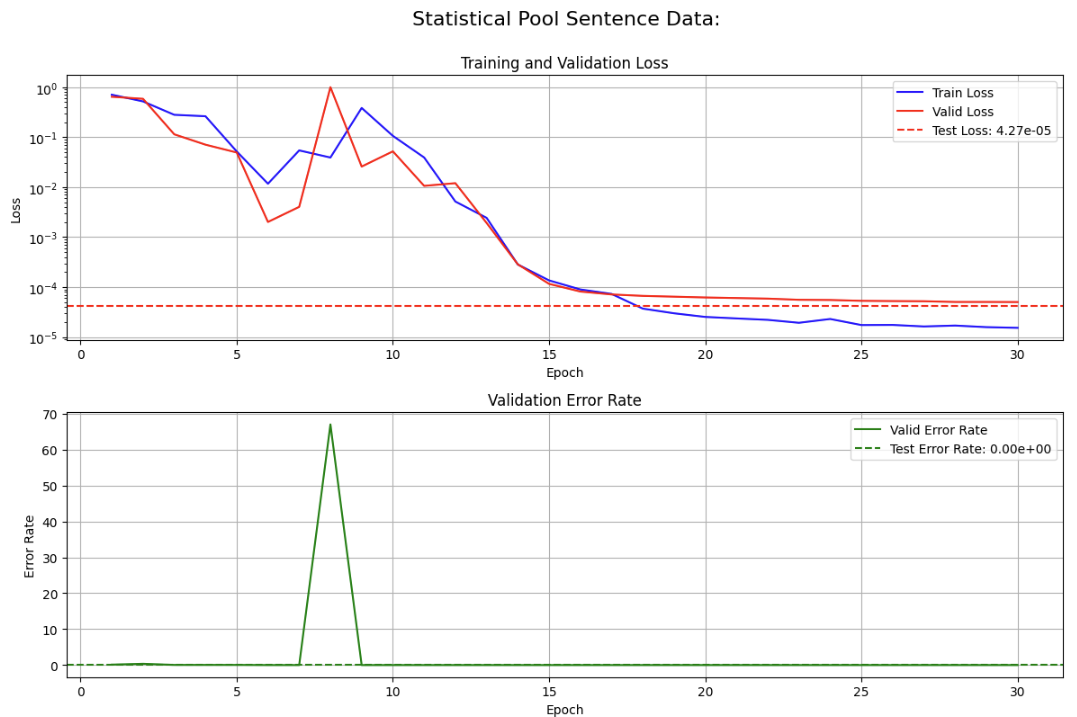 Statistical Pool Sentence Data:
Training and Validation Loss
10⁰
10⁻¹
10⁻²
10⁻³
10⁻⁴
10⁻⁵
Loss
Train Loss
Valid Loss
Test Loss: 4.27e-05
0 5 10 15 20 25 30
Epoch
Validation Error Rate
70
60
50
40
30
20
10
0
Error Rate
Valid Error Rate
Test Error Rate: 0.00e+00
0 5 10 15 20 25 30
Epoch